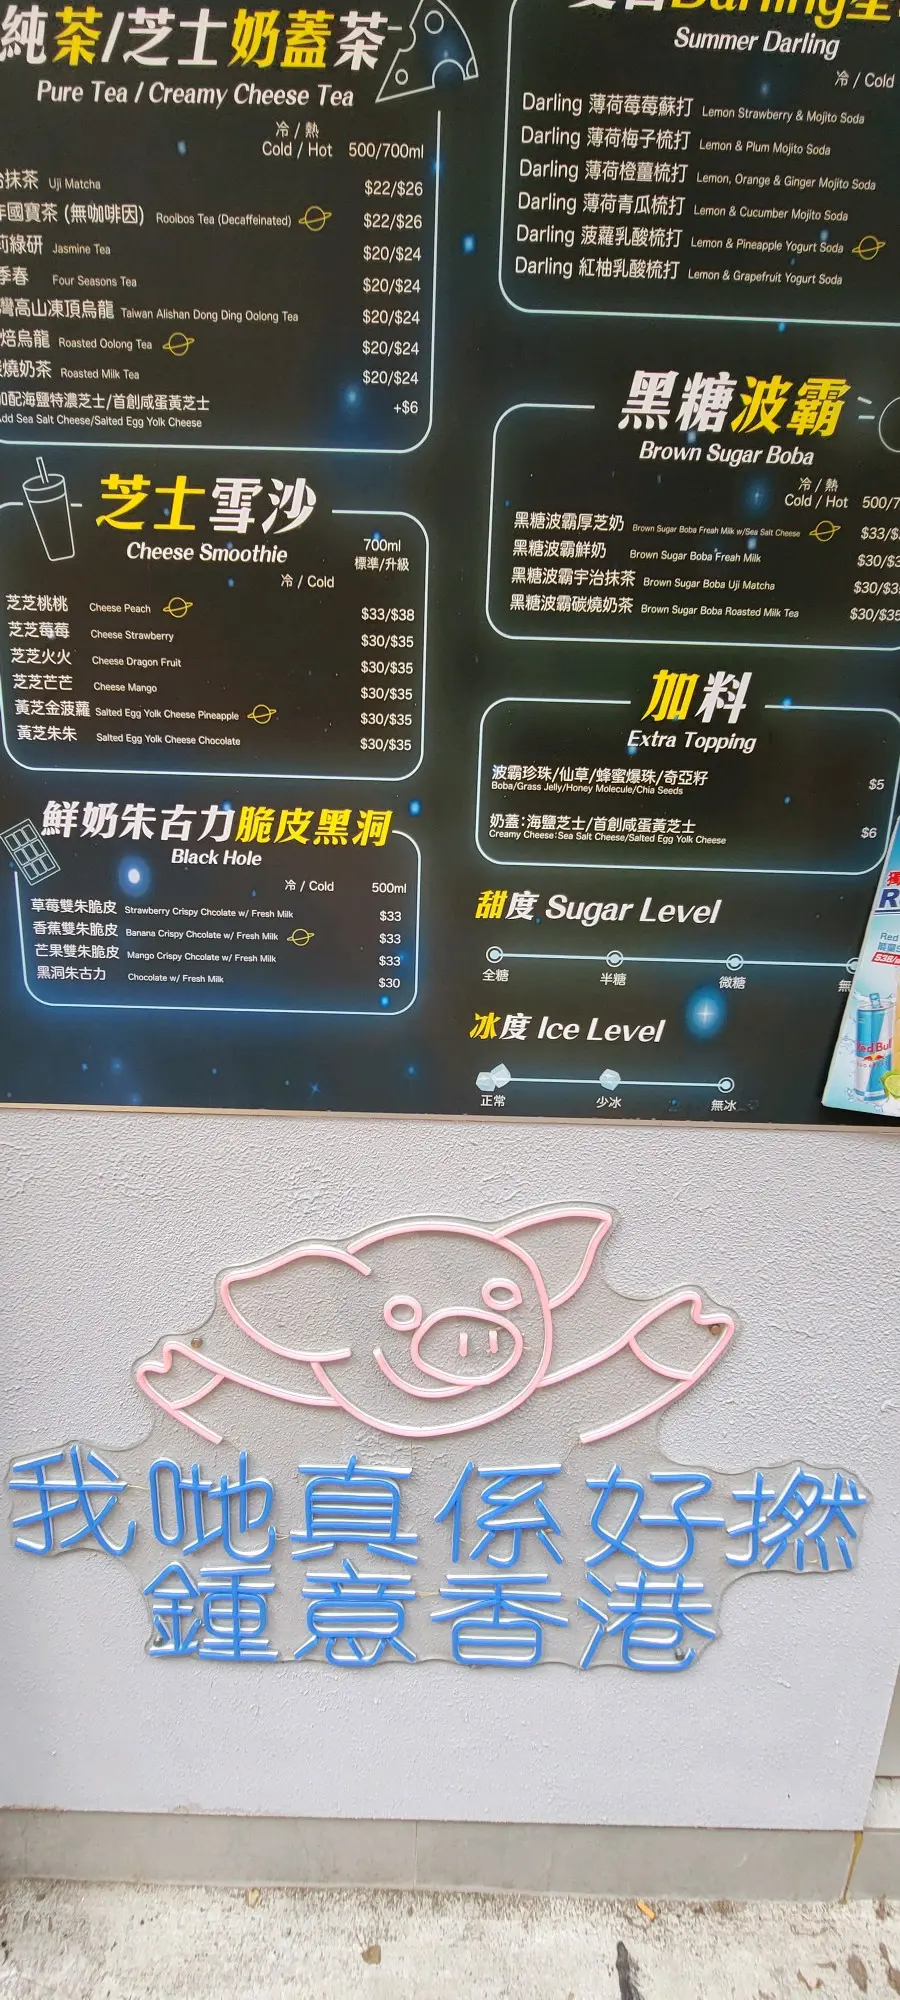 純茶/芝士奶蓋茶
Pure Tea / Creamy Cheese Tea
冷 / 熱
Cold / Hot 500/700ml
抹茶 Uji Matcha $22/$26
國寶茶 (無咖啡因) Rooibos Tea (Decaffeinated) $22/$26
莉綠研 Jasmine Tea $20/$24
季春 Four Seasons Tea $20/$24
灣高山凍頂烏龍 Taiwan Alishan Dong Ding Oolong Tea $20/$24
焙烏龍 Roasted Oolong Tea $20/$24
燒奶茶 Roasted Milk Tea $20/$24
加配海鹽特濃芝士/首創咸蛋黃芝士 +$6
Add Sea Salt Cheese/Salted Egg Yolk Cheese
芝士雪沙
Cheese Smoothie
700ml
標準/升級
冷 / Cold
芝芝桃桃 Cheese Peach $33/$38
芝芝莓莓 Cheese Strawberry $30/$35
芝芝火火 Cheese Dragon Fruit $30/$35
芝芝芒芒 Cheese Mango $30/$35
黃芝金菠蘿 Salted Egg Yolk Cheese Pineapple $30/$35
黃芝朱朱 Salted Egg Yolk Cheese Chocolate $30/$35
鮮奶朱古力脆皮黑洞
Black Hole
冷 / Cold 500ml
草莓雙朱脆皮 Strawberry Crispy Chcolate w/ Fresh Milk $33
香蕉雙朱脆皮 Banana Crispy Chcolate w/ Fresh Milk $33
芒果雙朱脆皮 Mango Crispy Chcolate w/ Fresh Milk $33
黑洞朱古力 Chocolate w/ Fresh Milk $30
Darling
Summer Darling
冷 / Cold
Darling 薄荷莓莓蘇打 Lemon Strawberry & Mojito Soda
Darling 薄荷梅子梳打 Lemon & Plum Mojito Soda
Darling 薄荷橙薑梳打 Lemon, Orange & Ginger Mojito Soda
Darling 薄荷青瓜梳打 Lemon & Cucumber Mojito Soda
Darling 菠蘿乳酸梳打 Lemon & Pineapple Yogurt Soda
Darling 紅柚乳酸梳打 Lemon & Grapefruit Yogurt Soda
黑糖波霸
Brown Sugar Boba
冷 / 熱
Cold / Hot 500/7
黑糖波霸厚芝奶 Brown Sugar Boba Fresh Milk w/Sea Salt Cheese $33/$
黑糖波霸鮮奶 Brown Sugar Boba Freah Milk $30/$3
黑糖波霸宇治抹茶 Brown Sugar Boba Uji Matcha $30/$3
黑糖波霸碳燒奶茶 Brown Sugar Boba Roasted Milk Tea $30/$35
加料
Extra Topping
波霸珍珠/仙草/蜂蜜爆珠/奇亞籽 $5
Boba/Grass Jelly/Honey Molecule/Chia Seeds
奶蓋:海鹽芝士/首創咸蛋黃芝士 $6
Creamy Cheese:Sea Salt Cheese/Salted Egg Yolk Cheese
甜度 Sugar Level
全糖 半糖 微糖 無
冰度 Ice Level
正常 少冰 無冰
Red
Red Bull
我哋真係好撚
鍾意香港